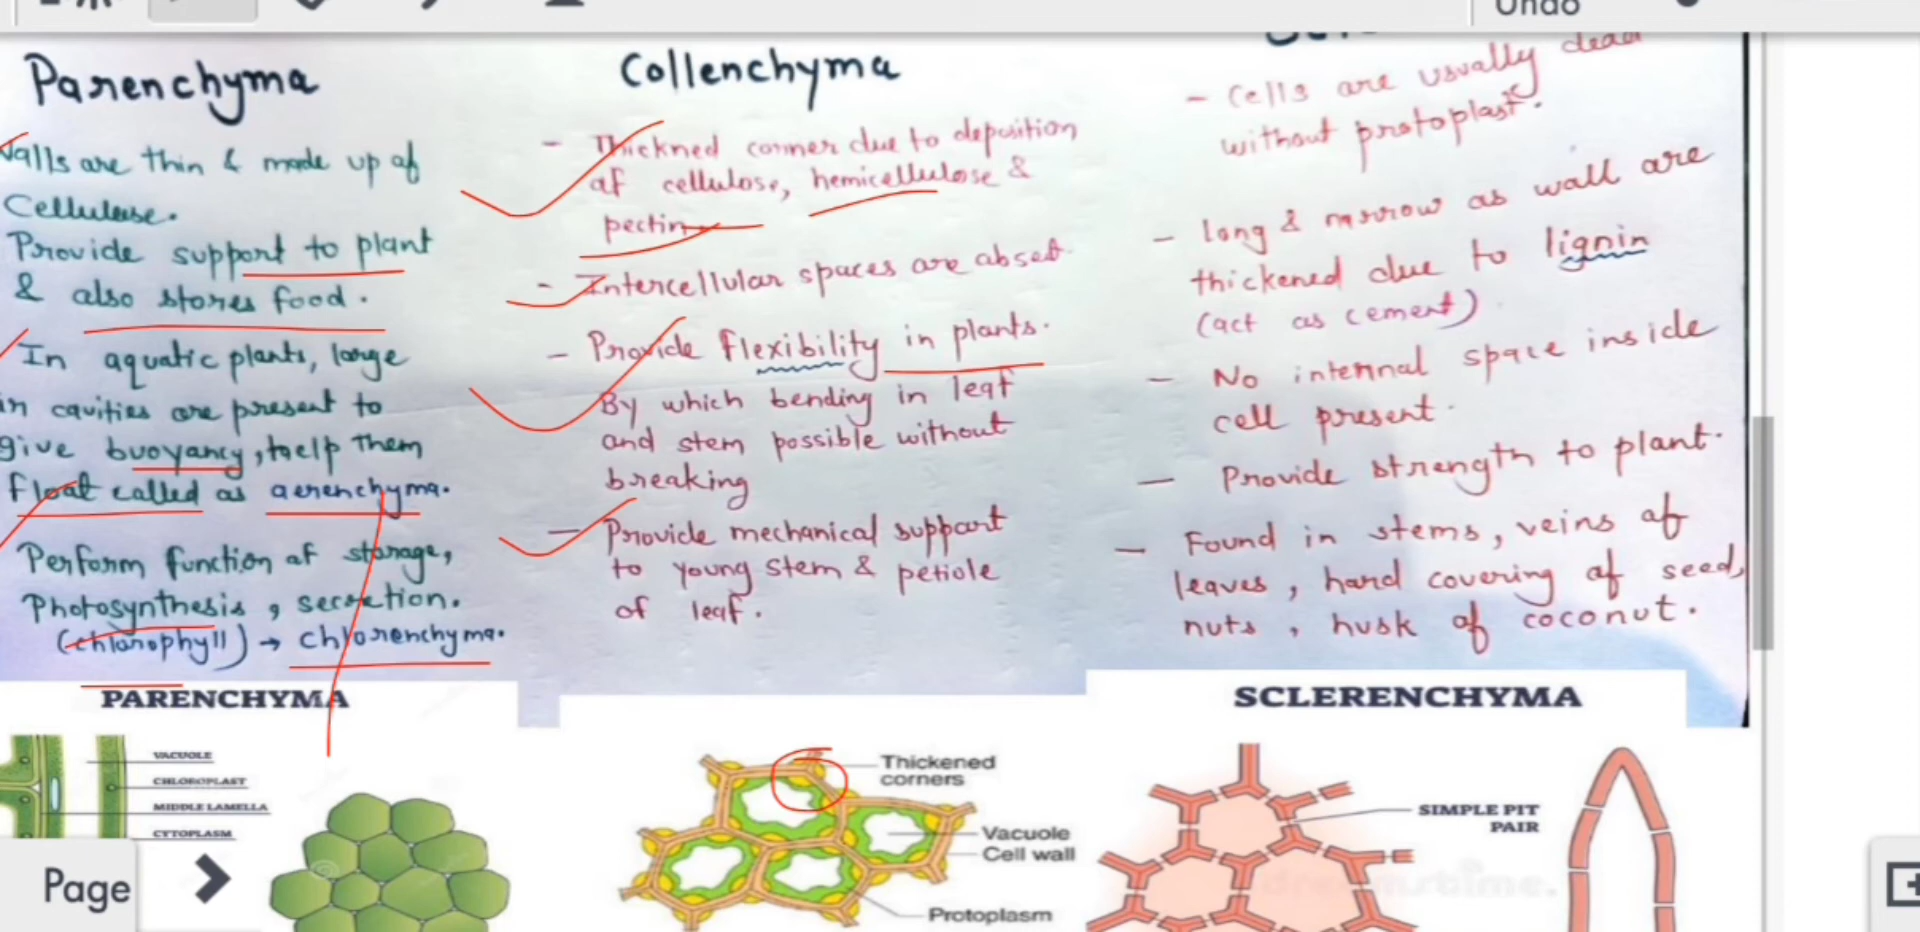 Undo
Parenchyma
Walls are thin & made up of
Cellulose.
Provide support to plant
& also stores food.
In aquatic plants, large
in cavities are present to
give buoyancy, to help them
float called as aerenchyma.
Perform function of storage,
Photosynthesis, secretion.
(chlorophyll) → chlorenchyma.
Collenchyma
- Thickned corner due to deposition
of cellulose, hemicellulose &
pectin
- Intercellular spaces are absent
- Provide flexibility in plants.
By which bending in leaf
and stem possible without
breaking
- Provide mechanical support
to young stem & petiole
of leaf.
- Cells are usually dead
without protoplast.
- long & narrow as wall are
thickened due to lignin
(act as cement)
- No internal space inside
cell present.
- Provide strength to plant.
- Found in stems, veins of
leaves, hard covering of seed,
nuts, husk of coconut.
PARENCHYMA
VACUOLE
CHLOROPLAST
MIDDLE LAMELLA
CYTOPLASM
Thickened
corners
Vacuole
Cell wall
Protoplasm
SCLERENCHYMA
SIMPLE PIT
PAIR
Page